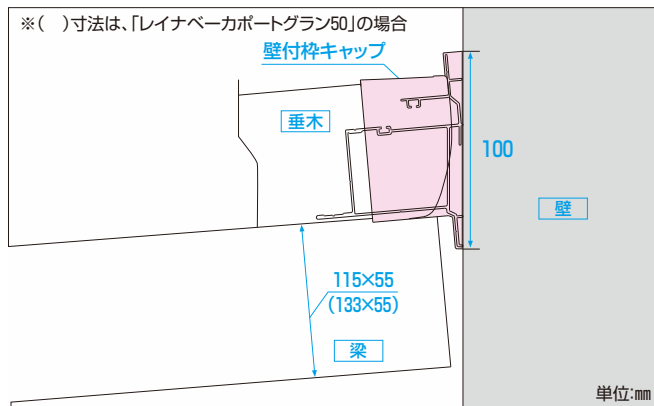 ※(　)寸法は、「レイナベーカポートグラン50」の場合
壁付枠キャップ
垂木
100
壁
115×55
(133×55)
梁
単位:㎜